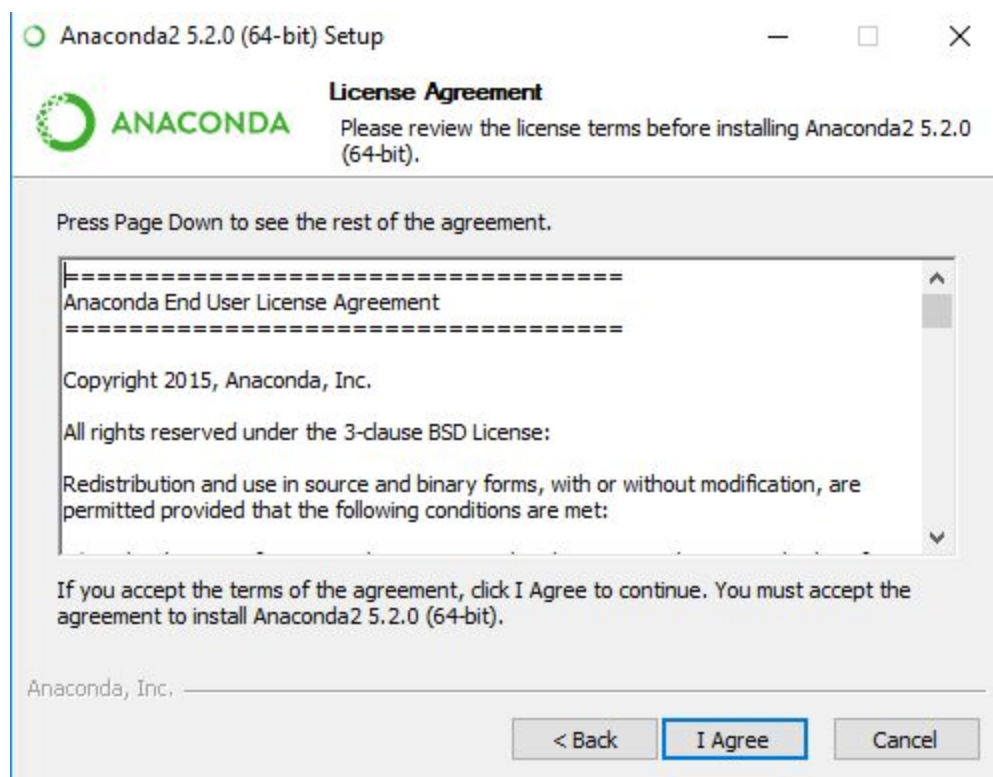 Anaconda2 5.2.0 (64-bit) Setup
ANACONDA
License Agreement
Please review the license terms before installing Anaconda2 5.2.0
(64-bit).
Press Page Down to see the rest of the agreement.
===================================
Anaconda End User License Agreement
===================================
Copyright 2015, Anaconda, Inc.
All rights reserved under the 3-clause BSD License:
Redistribution and use in source and binary forms, with or without modification, are
permitted provided that the following conditions are met:
If you accept the terms of the agreement, click I Agree to continue. You must accept the
agreement to install Anaconda2 5.2.0 (64-bit).
Anaconda, Inc.
< Back
I Agree
Cancel